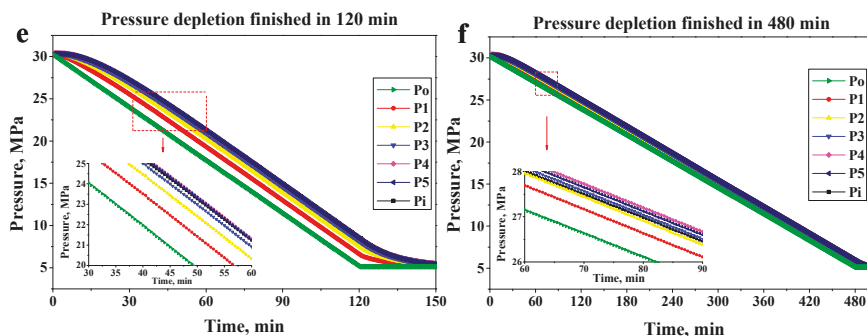 e
Pressure depletion finished in 120 min
Pressure, MPa
30
25
20
15
10
5
0 30 60 90 120 150
Time, min
Po
P1
P2
P3
P4
P5
Pi
Pressure, MPa
25
24
23
22
21
20
30 35 40 45 50 55 60
Time, min
f
Pressure depletion finished in 480 min
Pressure, MPa
30
25
20
15
10
5
0 60 120 180 240 300 360 420 480
Time, min
Po
P1
P2
P3
P4
P5
Pi
Pressure, MPa
28
27
26
60 70 80 90
Time, min